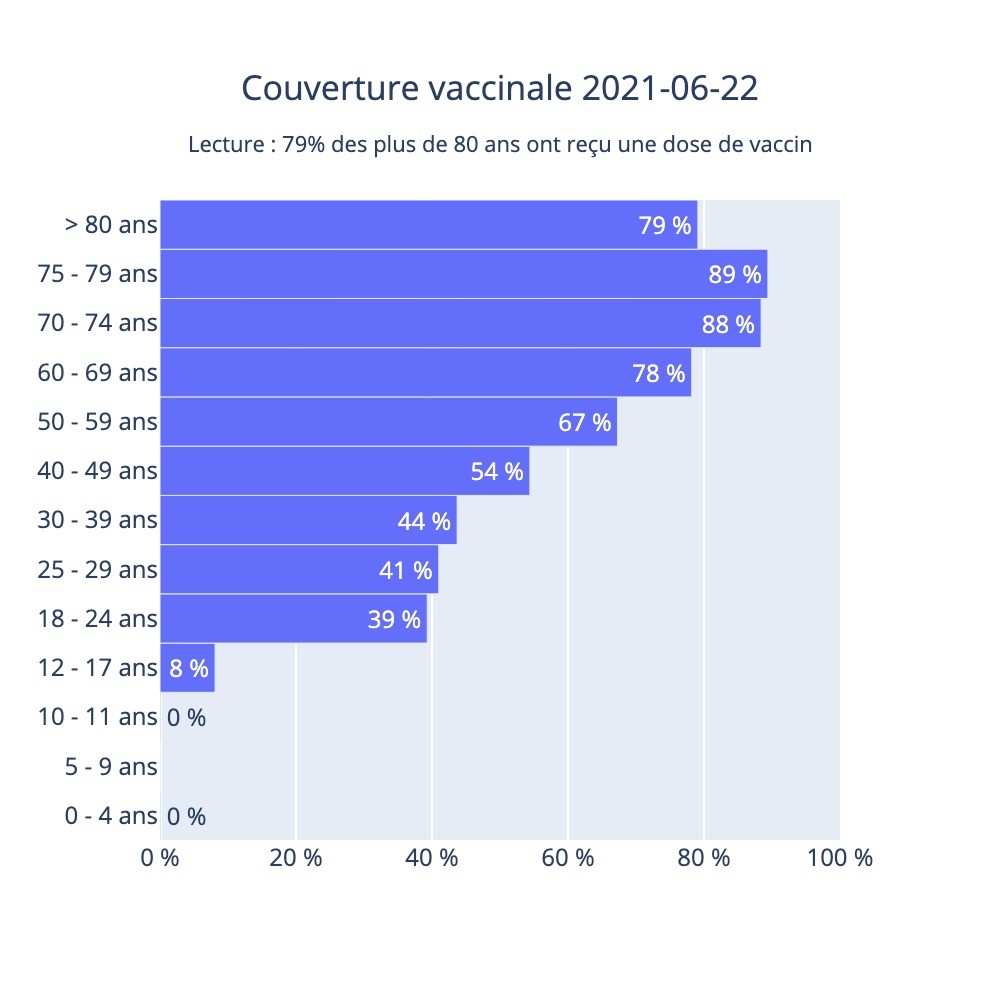 Couverture vaccinale 2021-06-22
Lecture : 79% des plus de 80 ans ont reçu une dose de vaccin
> 80 ans 79 %
75 - 79 ans 89 %
70 - 74 ans 88 %
60 - 69 ans 78 %
50 - 59 ans 67 %
40 - 49 ans 54 %
30 - 39 ans 44 %
25 - 29 ans 41 %
18 - 24 ans 39 %
12 - 17 ans 8 %
10 - 11 ans 0 %
5 - 9 ans
0 - 4 ans 0 %
0 % 20 % 40 % 60 % 80 % 100 %